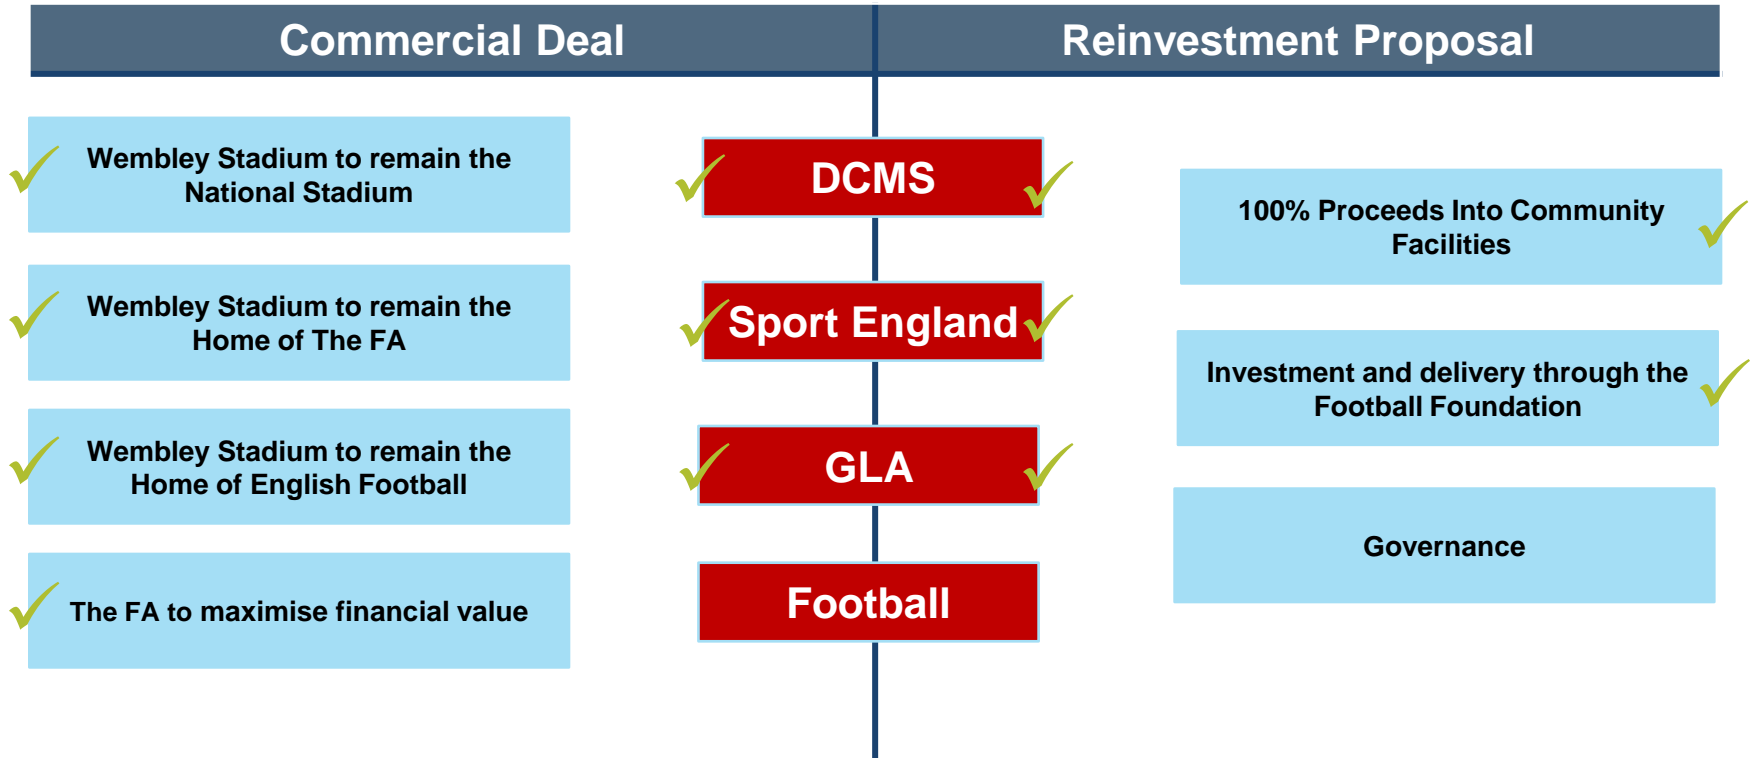 Commercial Deal
Reinvestment Proposal
Wembley Stadium to remain the
National Stadium
Wembley Stadium to remain the
Home of The FA
Wembley Stadium to remain the
Home of English Football
The FA to maximise financial value
DCMS
Sport England
GLA
Football
100% Proceeds Into Community
Facilities
Investment and delivery through the
Football Foundation
Governance